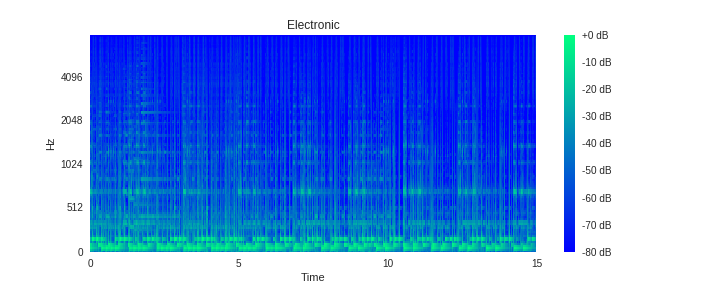 Electronic
Hz
4096
2048
1024
512
0
0
5
10
15
Time
+0 dB
-10 dB
-20 dB
-30 dB
-40 dB
-50 dB
-60 dB
-70 dB
-80 dB